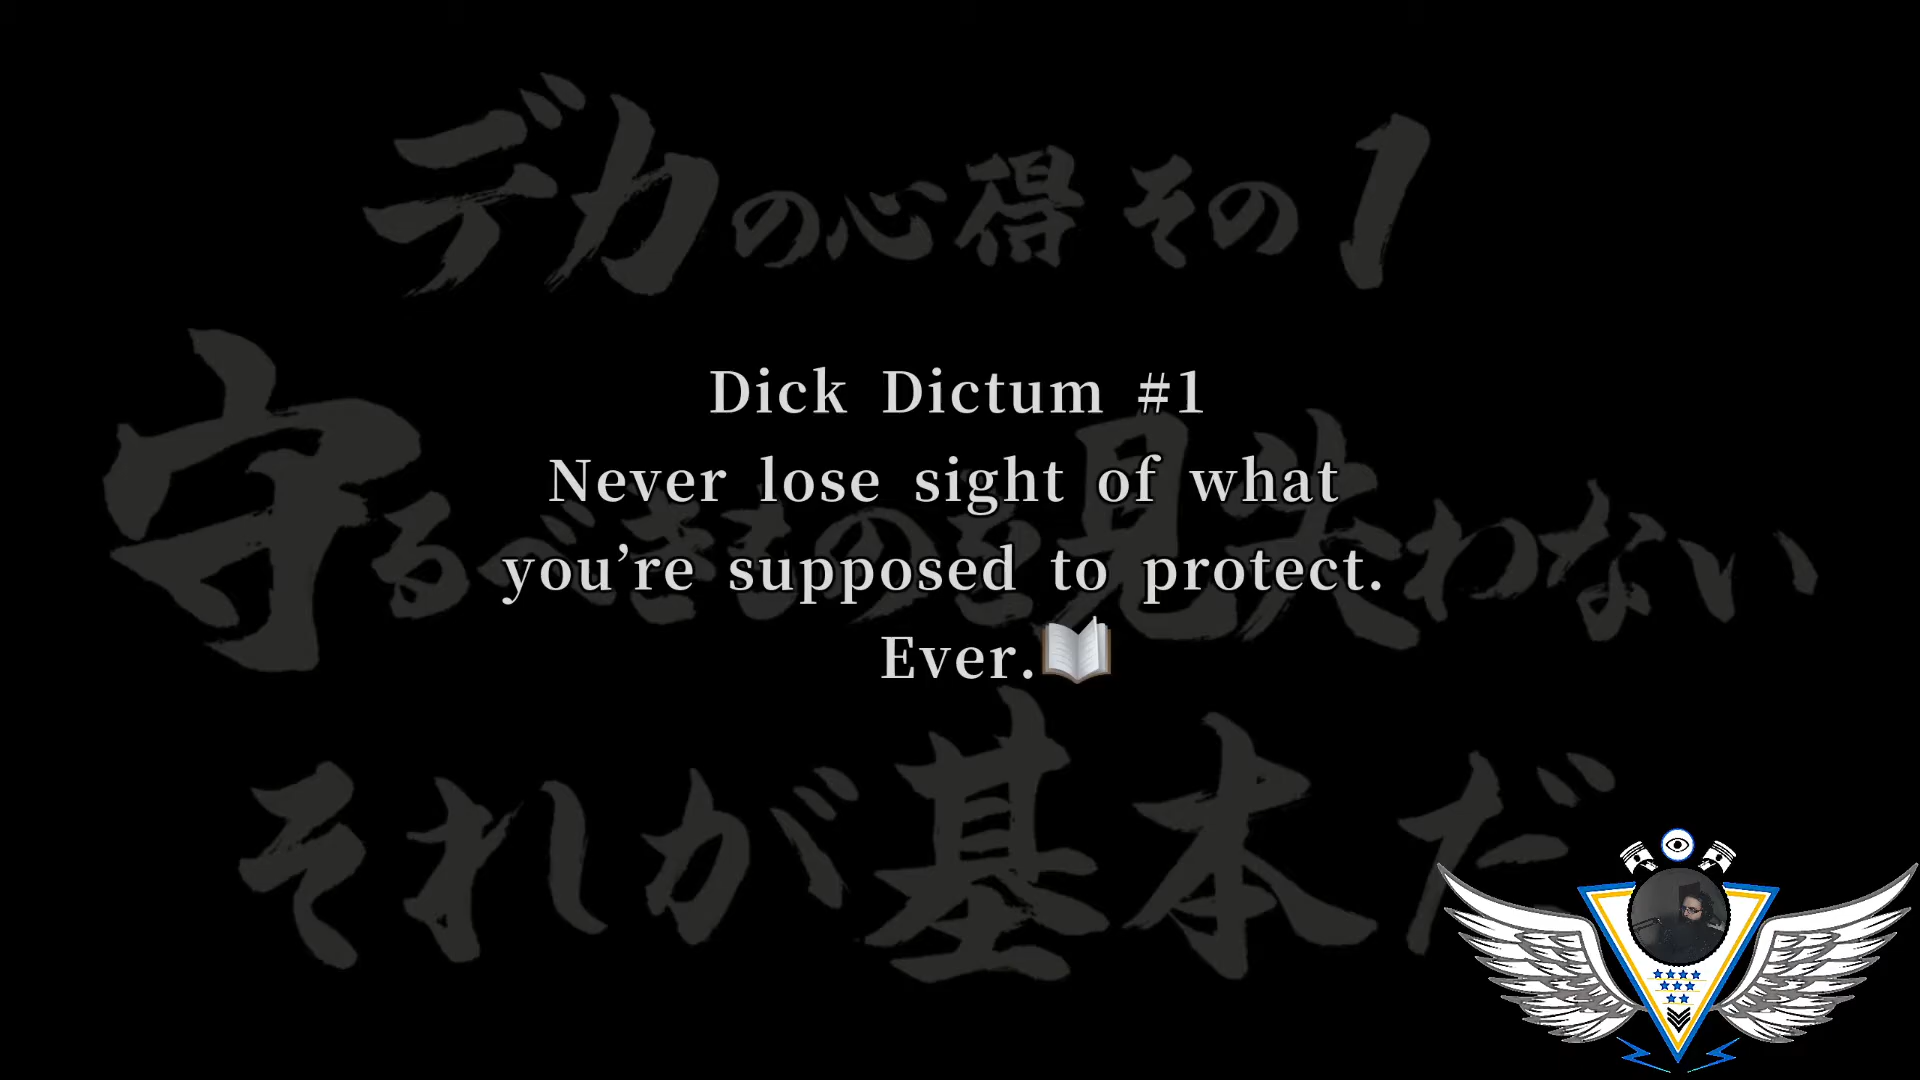 デカの心得 その1
Dick Dictum #1
Never lose sight of what
守るべきものを見失わない
you’re supposed to protect.
Ever.
それが基本だ